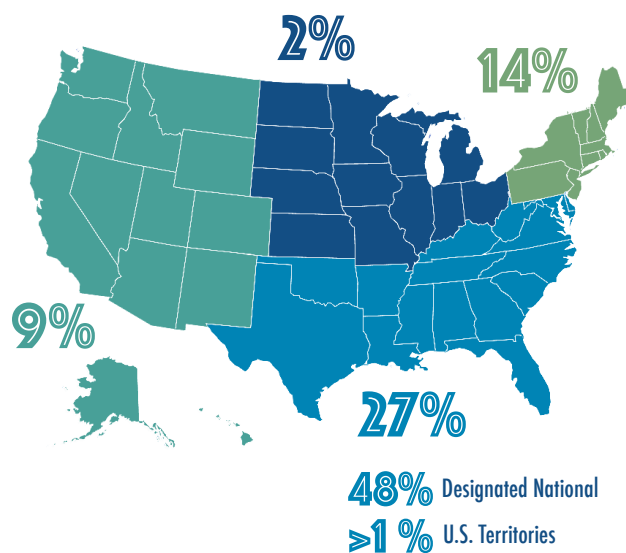 2%
14%
9%
27%
48% Designated National
>1 % U.S. Territories